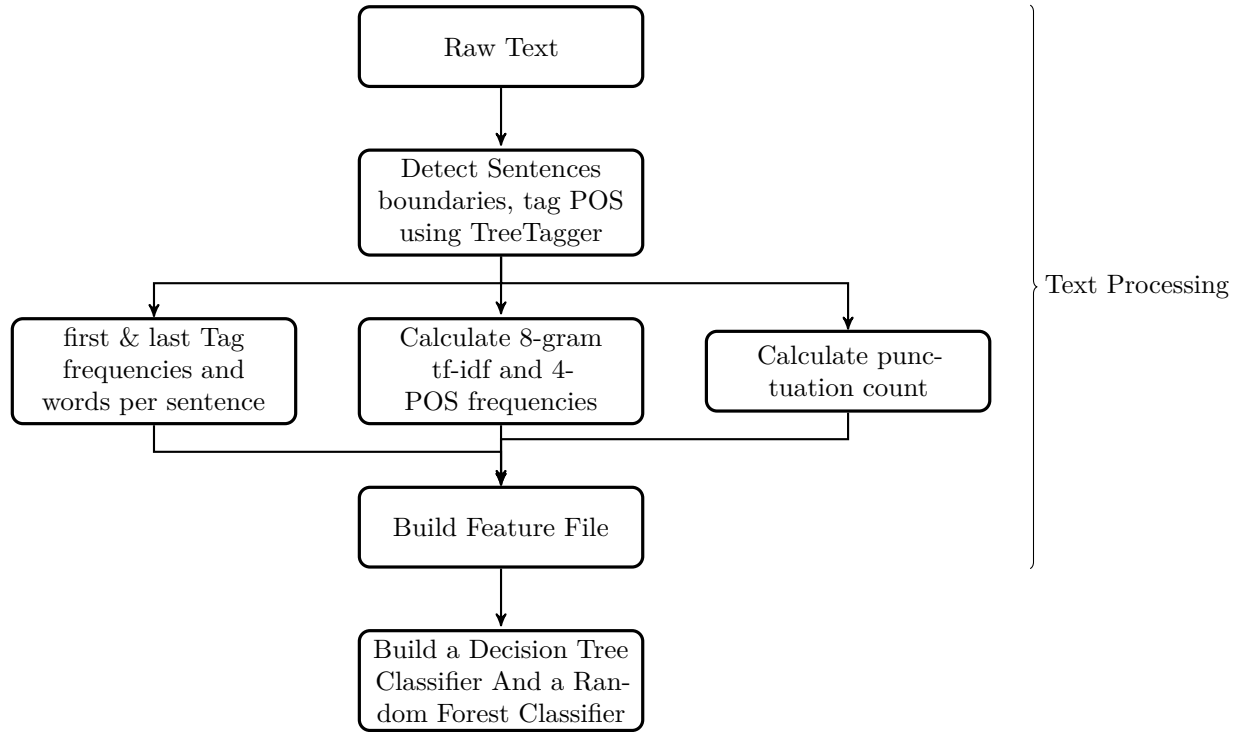 Raw Text
Detect Sentences
boundaries, tag POS
using TreeTagger
first & last Tag
frequencies and
words per sentence
Calculate 8-gram
tf-idf and 4-
POS frequencies
Calculate punc-
tuation count
Text Processing
Build Feature File
Build a Decision Tree
Classifier And a Ran-
dom Forest Classifier